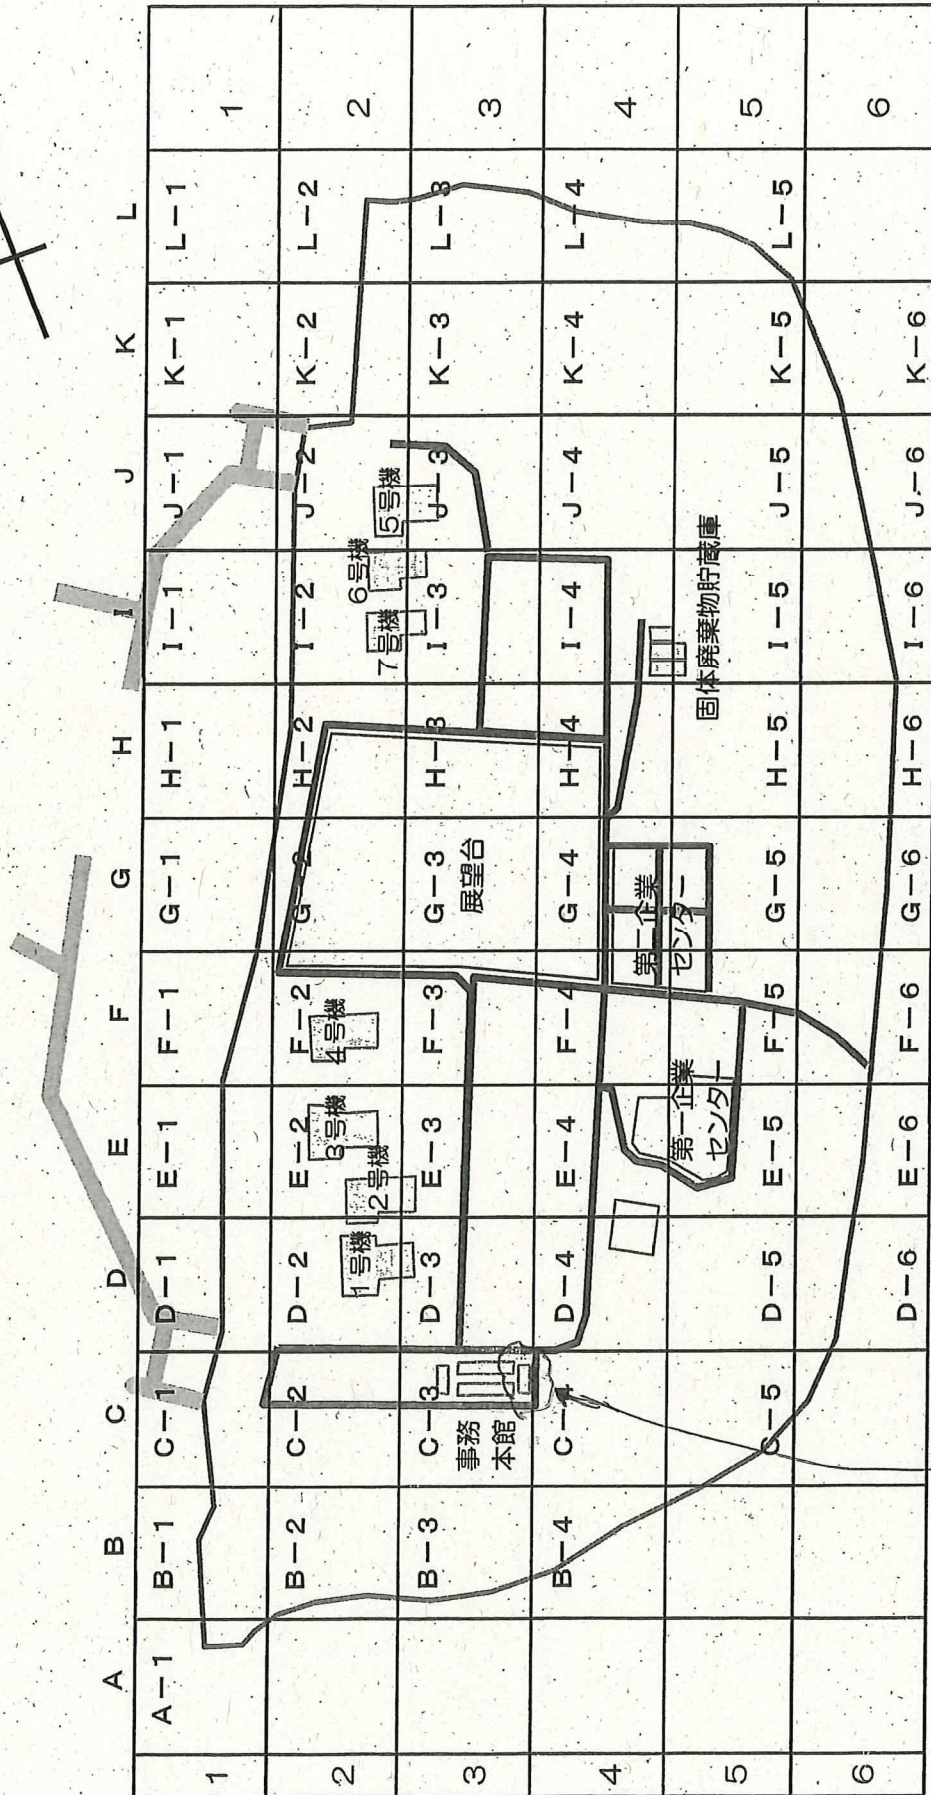 A B C D E F G H I J K L
1 A-1 B-1 C-1 D-1 E-1 F-1 G-1 H-1 I-1 J-1 K-1 L-1 1
2 B-2 C-2 D-2 E-2 F-2 G-2 H-2 I-2 J-2 K-2 L-2 2
1号機
2号機
3号機
4号機
7号機
6号機
5号機
3 B-3 C-3 D-3 E-3 F-3 G-3 H-3 I-3 J-3 K-3 L-3 3
事務
本館
展望台
4 B-4 C-4 D-4 E-4 F-4 G-4 H-4 I-4 J-4 K-4 L-4 4
第一企業
センター
第二企業
センター
固体廃棄物貯蔵庫
5 C-5 D-5 E-5 F-5 G-5 H-5 I-5 J-5 K-5 L-5 5
6 D-6 E-6 F-6 G-6 H-6 I-6 J-6 K-6 6